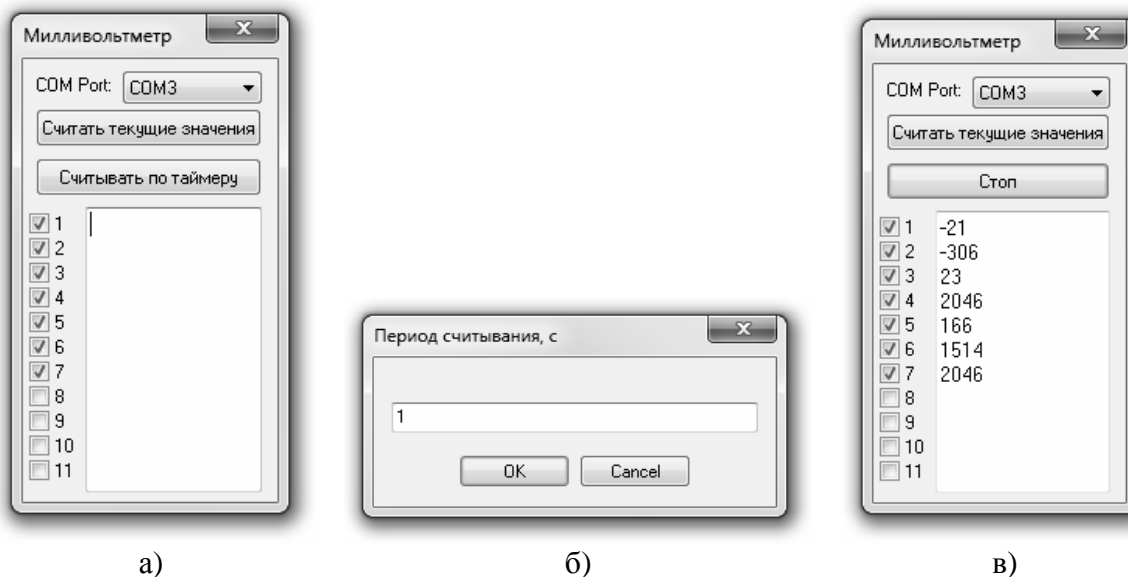 Милливольтметр
COM Port: COM3
Считать текущие значения
Считывать по таймеру
1
2
3
4
5
6
7
8
9
10
11
а)
Период считывания, с
1
OK Cancel
б)
Милливольтметр
COM Port: COM3
Считать текущие значения
Стоп
1 -21
2 -306
3 23
4 2046
5 166
6 1514
7 2046
8
9
10
11
в)